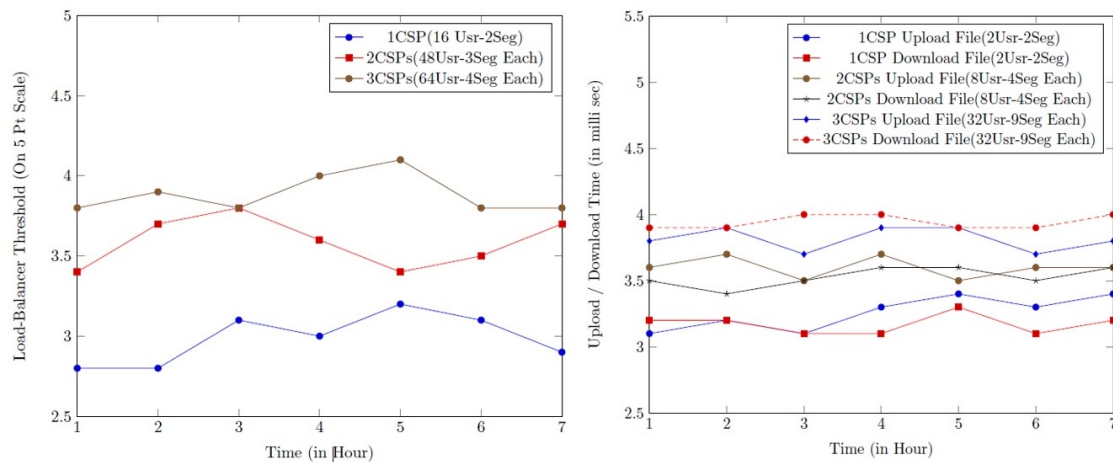 5
4.5
4
3.5
3
2.5
1 2 3 4 5 6 7
Load-Balancer Threshold (On 5 Pt Scale)
Time (in Hour)
1CSP(16 Usr-2Seg)
2CSPs(48Usr-3Seg Each)
3CSPs(64Usr-4Seg Each)
5.5
5
4.5
4
3.5
3
2.5
1 2 3 4 5 6 7
Upload / Download Time (in milli sec)
Time (in Hour)
1CSP Upload File(2Usr-2Seg)
1CSP Download File(2Usr-2Seg)
2CSPs Upload File(8Usr-4Seg Each)
2CSPs Download File(8Usr-4Seg Each)
3CSPs Upload File(32Usr-9Seg Each)
3CSPs Download File(32Usr-9Seg Each)